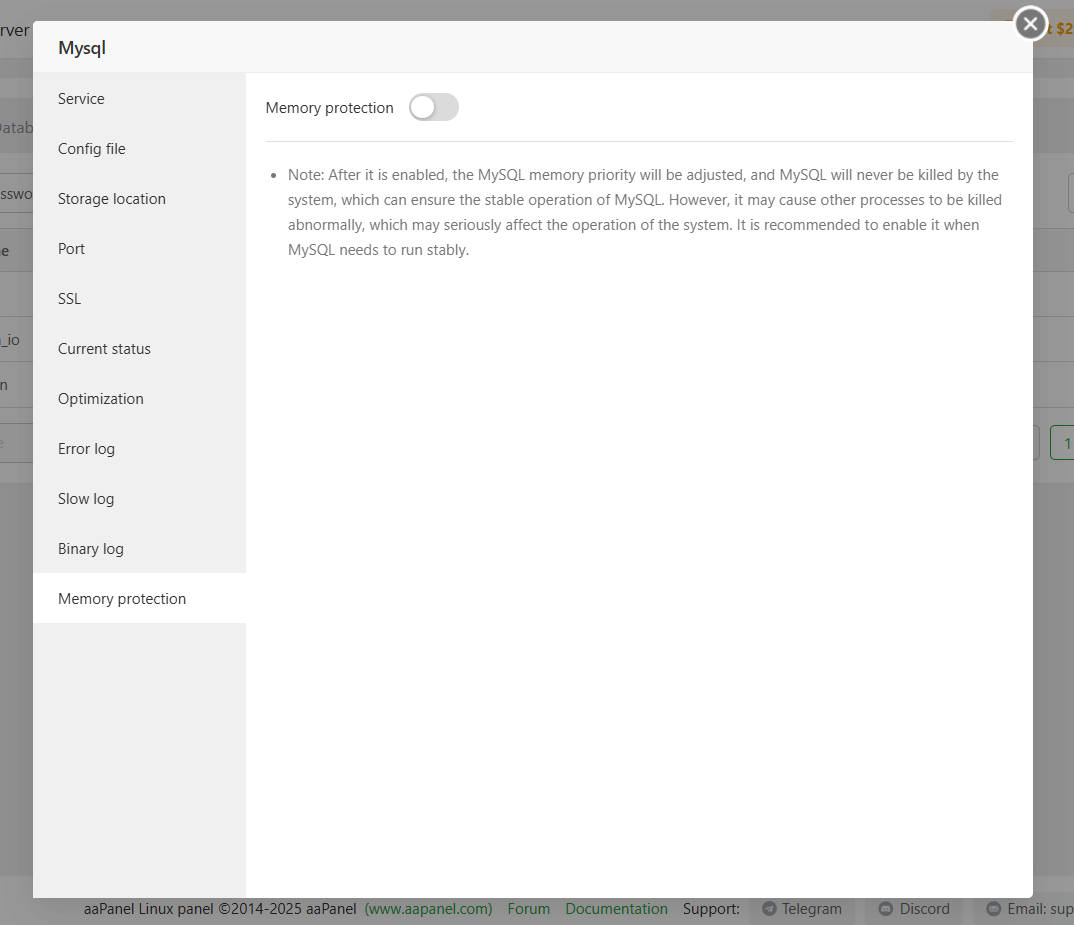 rver
t $2
Mysql
Service
Config file
Storage location
Port
SSL
Current status
Optimization
Error log
Slow log
Binary log
Memory protection
Memory protection
Note: After it is enabled, the MySQL memory priority will be adjusted, and MySQL will never be killed by the
system, which can ensure the stable operation of MySQL. However, it may cause other processes to be killed
abnormally, which may seriously affect the operation of the system. It is recommended to enable it when
MySQL needs to run stably.
Datab
sswo
e
_io
n
e
1
aaPanel Linux panel ©2014-2025 aaPanel (www.aapanel.com) Forum Documentation Support: Telegram Discord Email: sup